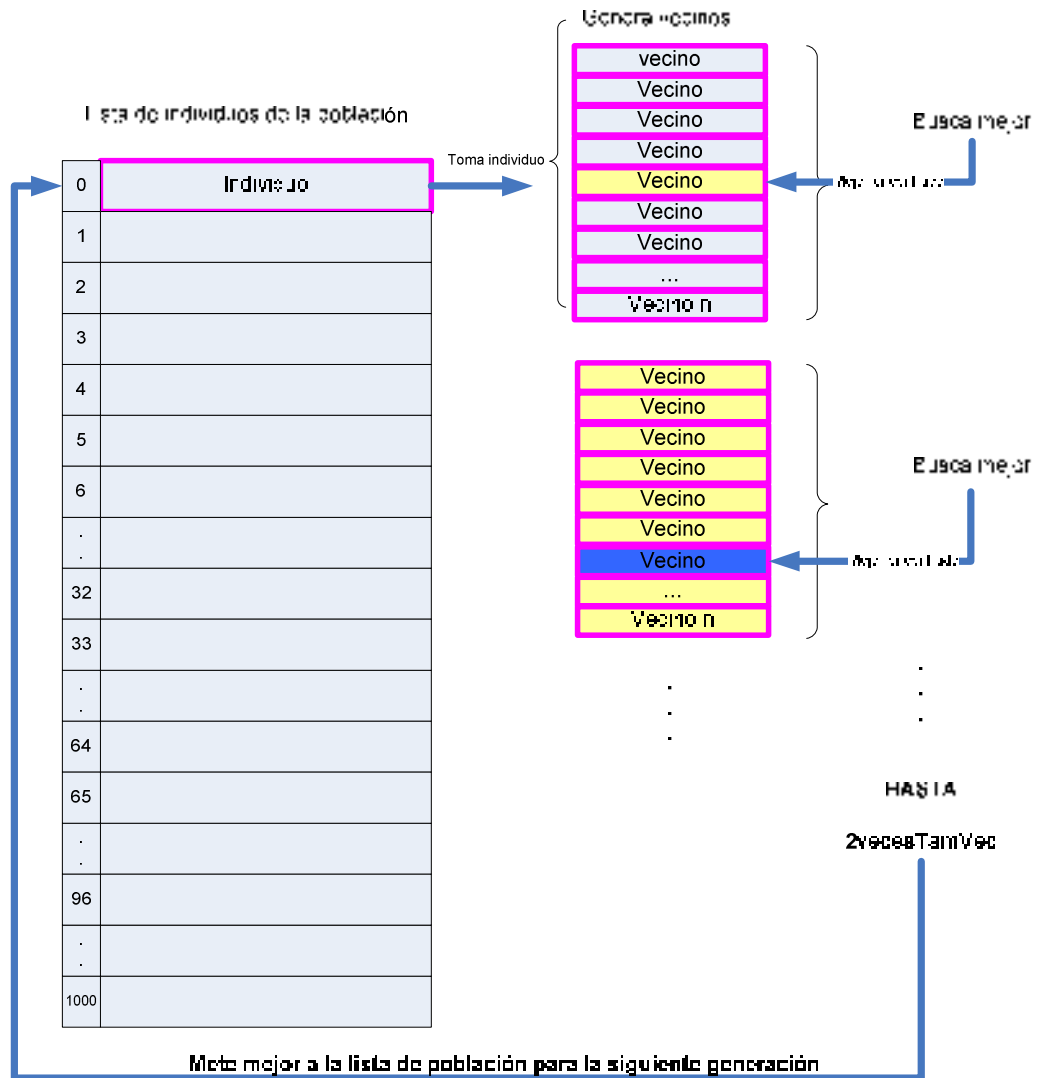 Genera vecinos
vecino
Vecino
Vecino
Vecino
Vecino
Vecino
Vecino
...
Vecino n
Toma individuo
Busca mejor
Lista de individuos de la población
0
Individuo
1
2
3
4
5
6
.
.
32
33
.
.
64
65
.
.
96
.
.
1000
Vecino
Vecino
Vecino
Vecino
Vecino
Vecino
Vecino
...
Vecino n
Busca mejor
.
.
.
.
.
.
HASTA
2vecesTamVec
Mete mejor a la lista de población para la siguiente generación